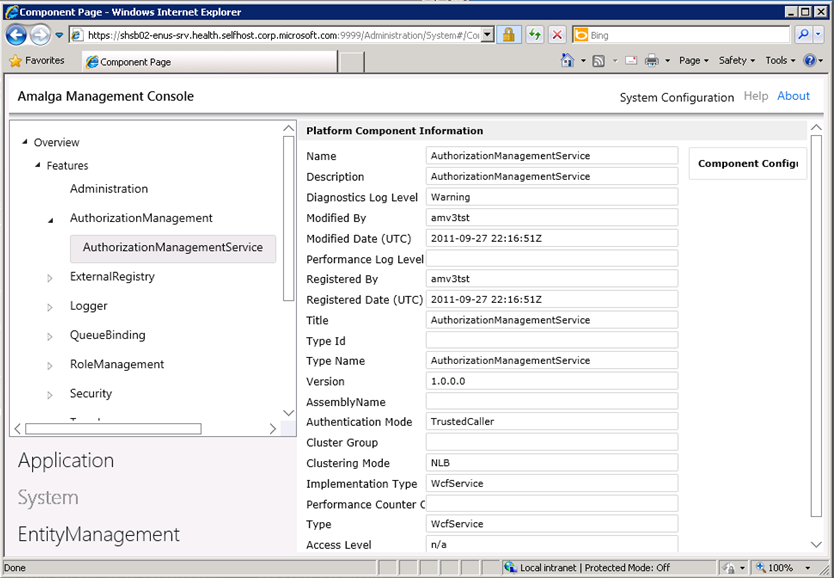 Component Page - Windows Internet Explorer
https://shsb02-enus-srv.health.selfhost.corp.microsoft.com:9999/Administration/System#/Co
Bing
Favorites
Component Page
Page
Safety
Tools
Amalga Management Console
System Configuration Help About
Overview
Features
Administration
AuthorizationManagement
AuthorizationManagementService
ExternalRegistry
Logger
QueueBinding
RoleManagement
Security
Application
System
EntityManagement
Platform Component Information
Name AuthorizationManagementService
Description AuthorizationManagementService
Diagnostics Log Level Warning
Modified By amv3tst
Modified Date (UTC) 2011-09-27 22:16:51Z
Performance Log Level
Registered By amv3tst
Registered Date (UTC) 2011-09-27 22:16:51Z
Title AuthorizationManagementService
Type Id
Type Name AuthorizationManagementService
Version 1.0.0.0
AssemblyName
Authentication Mode TrustedCaller
Cluster Group
Clustering Mode NLB
Implementation Type WcfService
Performance Counter C
Type WcfService
Access Level n/a
Component Configu
Done
Local intranet | Protected Mode: Off
100%